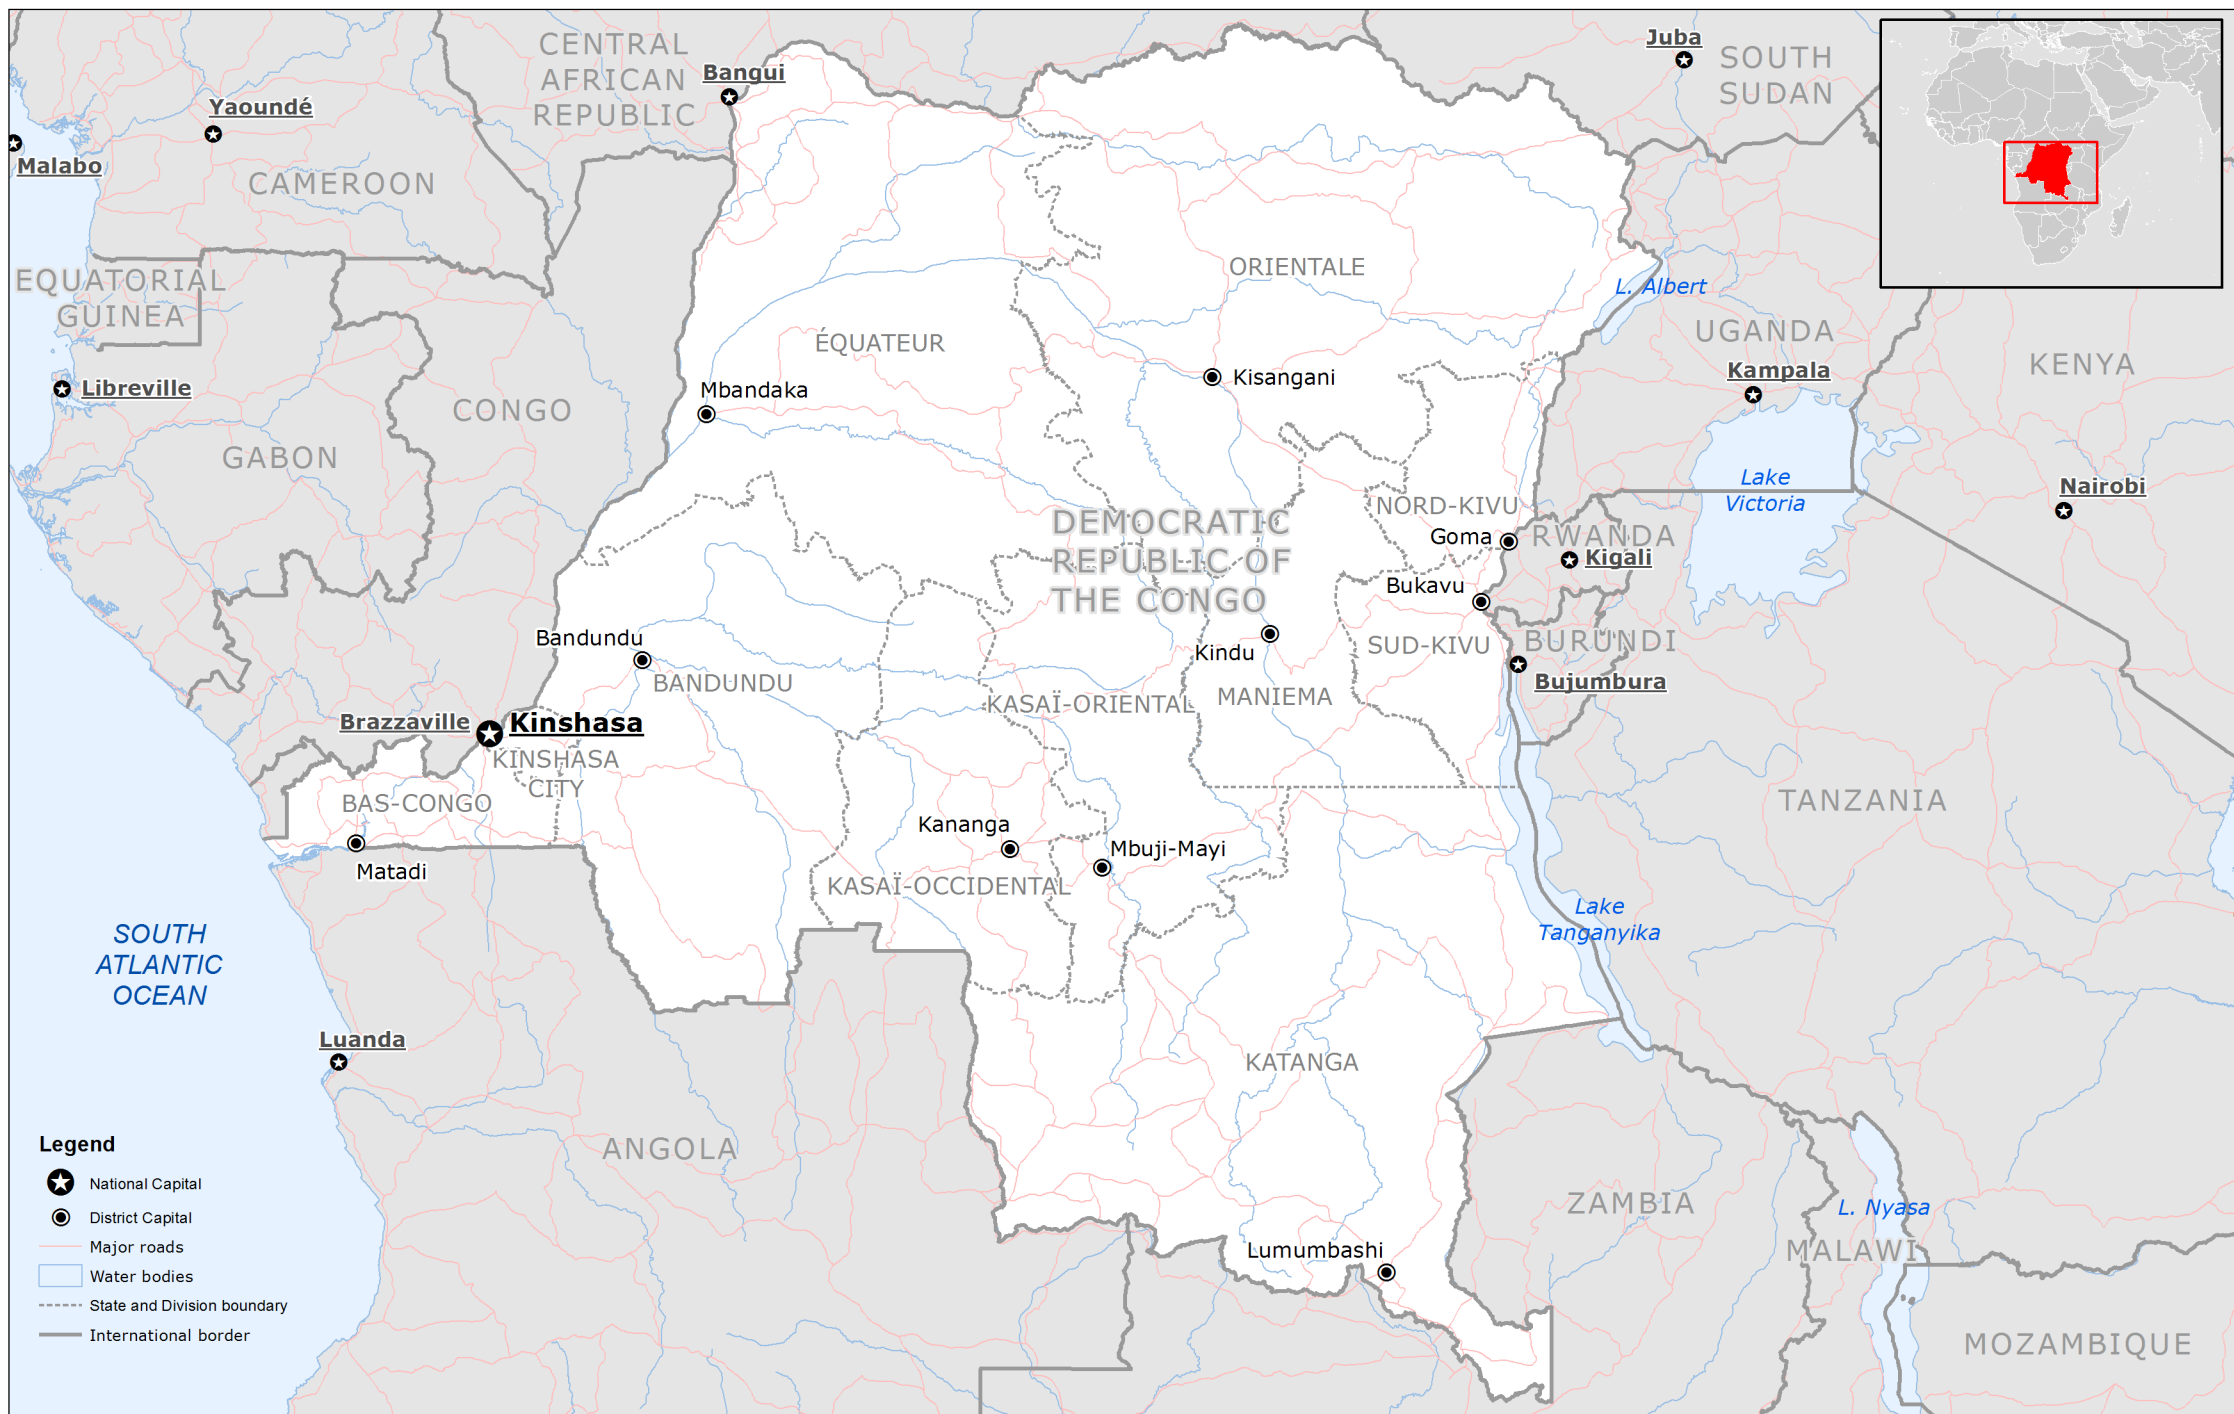 CENTRAL
AFRICAN
REPUBLIC
Bangui
Juba
SOUTH
SUDAN
Yaoundé
Malabo
CAMEROON
EQUATORIAL
GUINEA
ORIENTALE
L. Albert
UGANDA
Kampala
KENYA
ÉQUATEUR
Mbandaka
Kisangani
Libreville
CONGO
GABON
Lake
Victoria
Nairobi
NORD-KIVU
DEMOCRATIC
REPUBLIC OF
THE CONGO
Goma
RWANDA
Kigali
Bukavu
Bandundu
Kindu
SUD-KIVU
BURUNDI
Bujumbura
BANDUNDU
KASAÏ-ORIENTAL
MANIEMA
Brazzaville
Kinshasa
KINSHASA
CITY
BAS-CONGO
Matadi
Kananga
Mbuji-Mayi
KASAÏ-OCCIDENTAL
TANZANIA
Lake
Tanganyika
SOUTH
ATLANTIC
OCEAN
Luanda
KATANGA
ANGOLA
ZAMBIA
L. Nyasa
MALAWI
Lumumbashi
MOZAMBIQUE
Legend
National Capital
District Capital
Major roads
Water bodies
State and Division boundary
International border